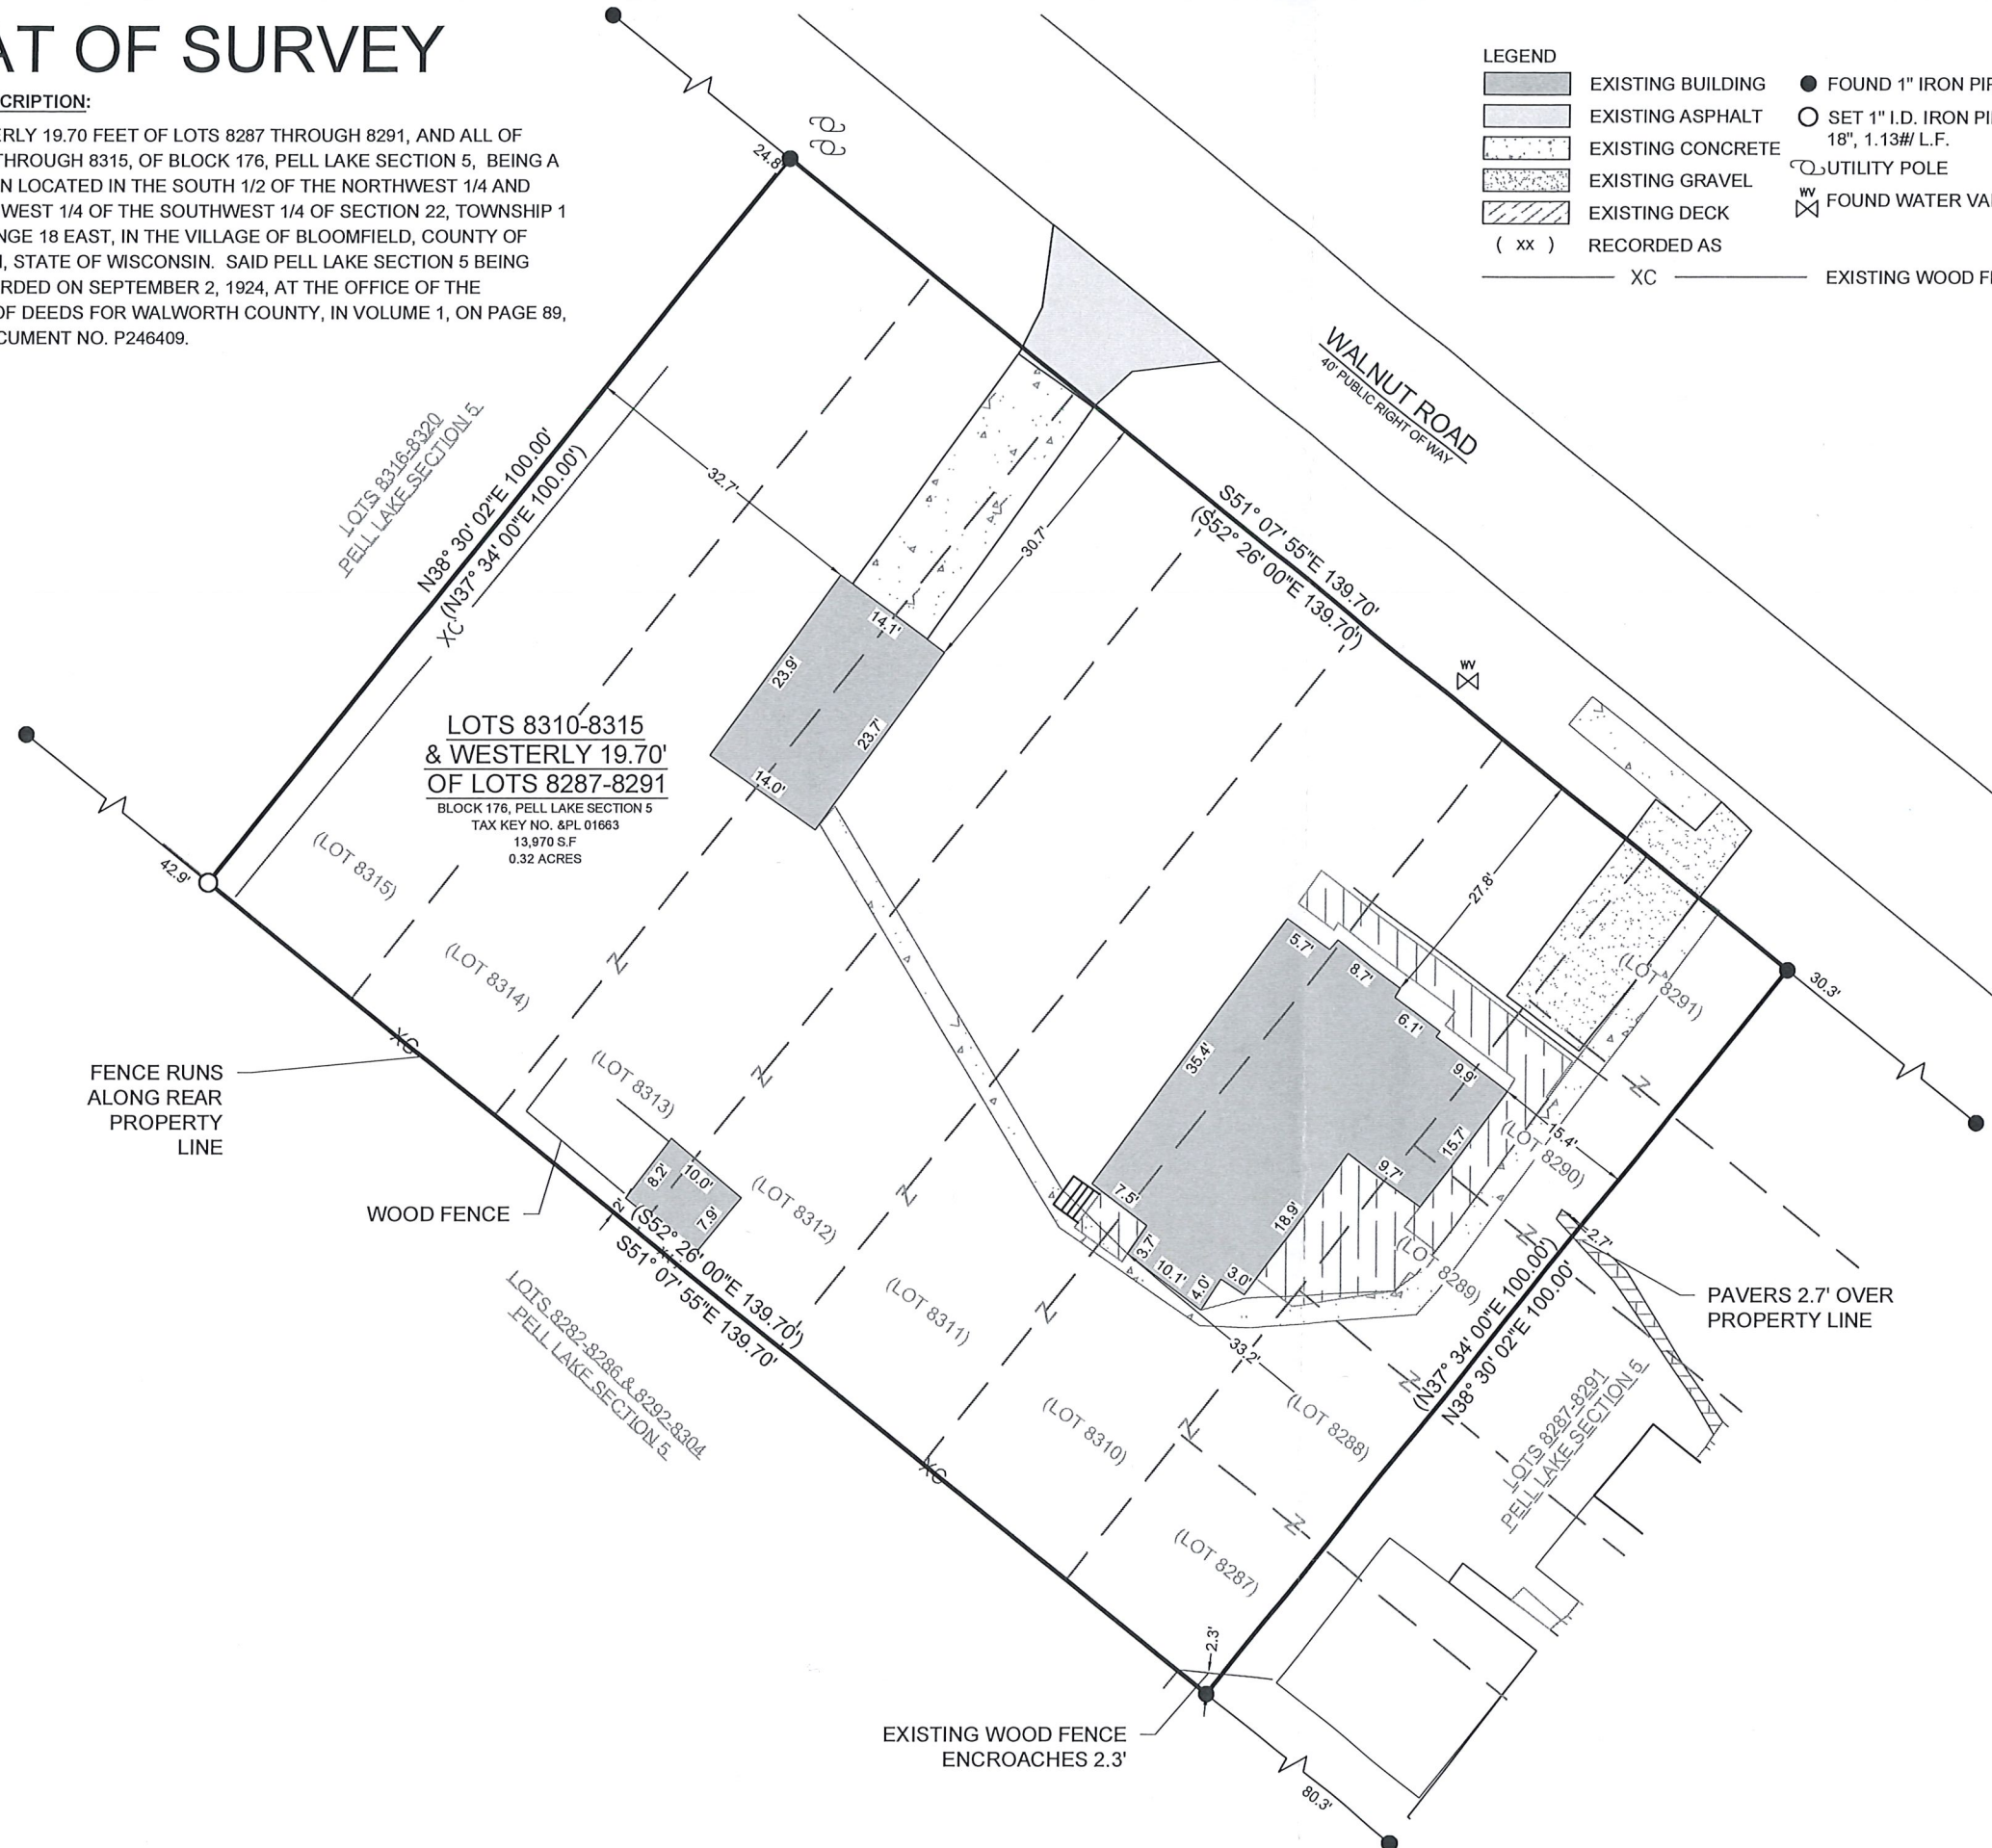 AT OF SURVEY
CRIPTION:
ERLY 19.70 FEET OF LOTS 8287 THROUGH 8291, AND ALL OF
THROUGH 8315, OF BLOCK 176, PELL LAKE SECTION 5, BEING A
N LOCATED IN THE SOUTH 1/2 OF THE NORTHWEST 1/4 AND
WEST 1/4 OF THE SOUTHWEST 1/4 OF SECTION 22, TOWNSHIP 1
NGE 18 EAST, IN THE VILLAGE OF BLOOMFIELD, COUNTY OF
, STATE OF WISCONSIN. SAID PELL LAKE SECTION 5 BEING
RDED ON SEPTEMBER 2, 1924, AT THE OFFICE OF THE
OF DEEDS FOR WALWORTH COUNTY, IN VOLUME 1, ON PAGE 89,
CUMENT NO. P246409.
LEGEND
EXISTING BUILDING
EXISTING ASPHALT
EXISTING CONCRETE
EXISTING GRAVEL
EXISTING DECK
( xx ) RECORDED AS
XC EXISTING WOOD F
FOUND 1" IRON PI
SET 1" I.D. IRON PI
18", 1.13#/ L.F.
UTILITY POLE
WV
FOUND WATER VA
24.8'
WALNUT ROAD
40' PUBLIC RIGHT OF WAY
LOTS 8316-8320
PELL LAKE SECTION 5
N38° 30' 02"E 100.00'
(N37° 34' 00"E 100.00')
XC
32.7'
30.7'
S51° 07' 55"E 139.70'
(S52° 26' 00"E 139.70')
WV
14.1'
23.9'
23.7'
14.0'
LOTS 8310-8315
& WESTERLY 19.70'
OF LOTS 8287-8291
BLOCK 176, PELL LAKE SECTION 5
TAX KEY NO. &PL 01663
13,970 S.F
0.32 ACRES
42.9'
(LOT 8315)
(LOT 8314)
(LOT 8313)
(LOT 8312)
(LOT 8311)
(LOT 8310)
(LOT 8291)
(LOT 8290)
(LOT 8289)
(LOT 8288)
(LOT 8287)
27.8'
30.3'
5.7'
8.7'
6.1'
9.9'
35.4'
15.7'
9.7'
15.4'
7.5'
18.9'
3.7'
10.1'
4.0'
3.0'
33.2'
XC
FENCE RUNS
ALONG REAR
PROPERTY
LINE
WOOD FENCE
8.2'
10.0'
7.9'
.2'
(S52° 26' 00"E 139.70')
S51° 07' 55"E 139.70'
LOTS 8282-8286 & 8292-8304
PELL LAKE SECTION 5
XC
2.7'
PAVERS 2.7' OVER
PROPERTY LINE
(N37° 34' 00"E 100.00')
N38° 30' 02"E 100.00'
LOTS 8287-8291
PELL LAKE SECTION 5
2.3'
EXISTING WOOD FENCE
ENCROACHES 2.3'
80.3'